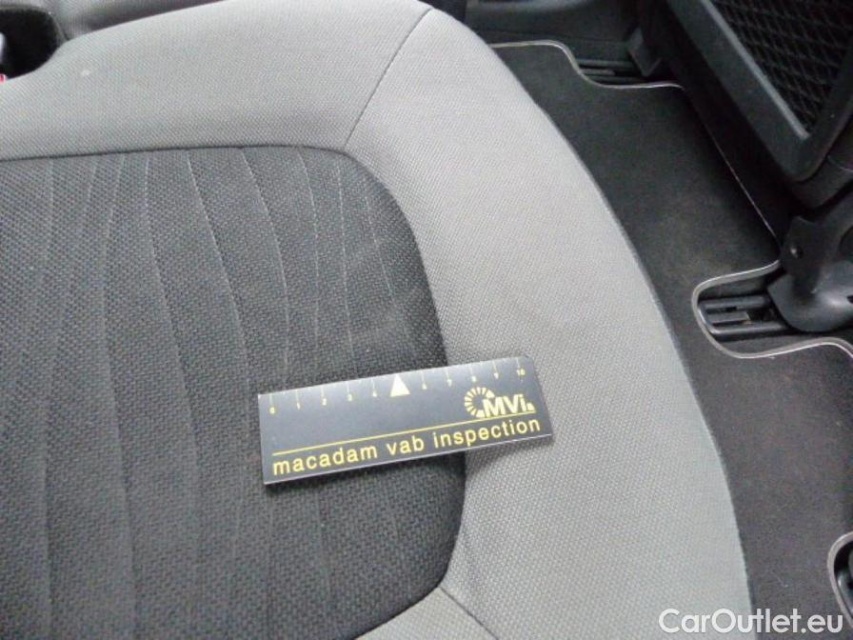 MVi
macadam vab inspection
CarOutlet.eu